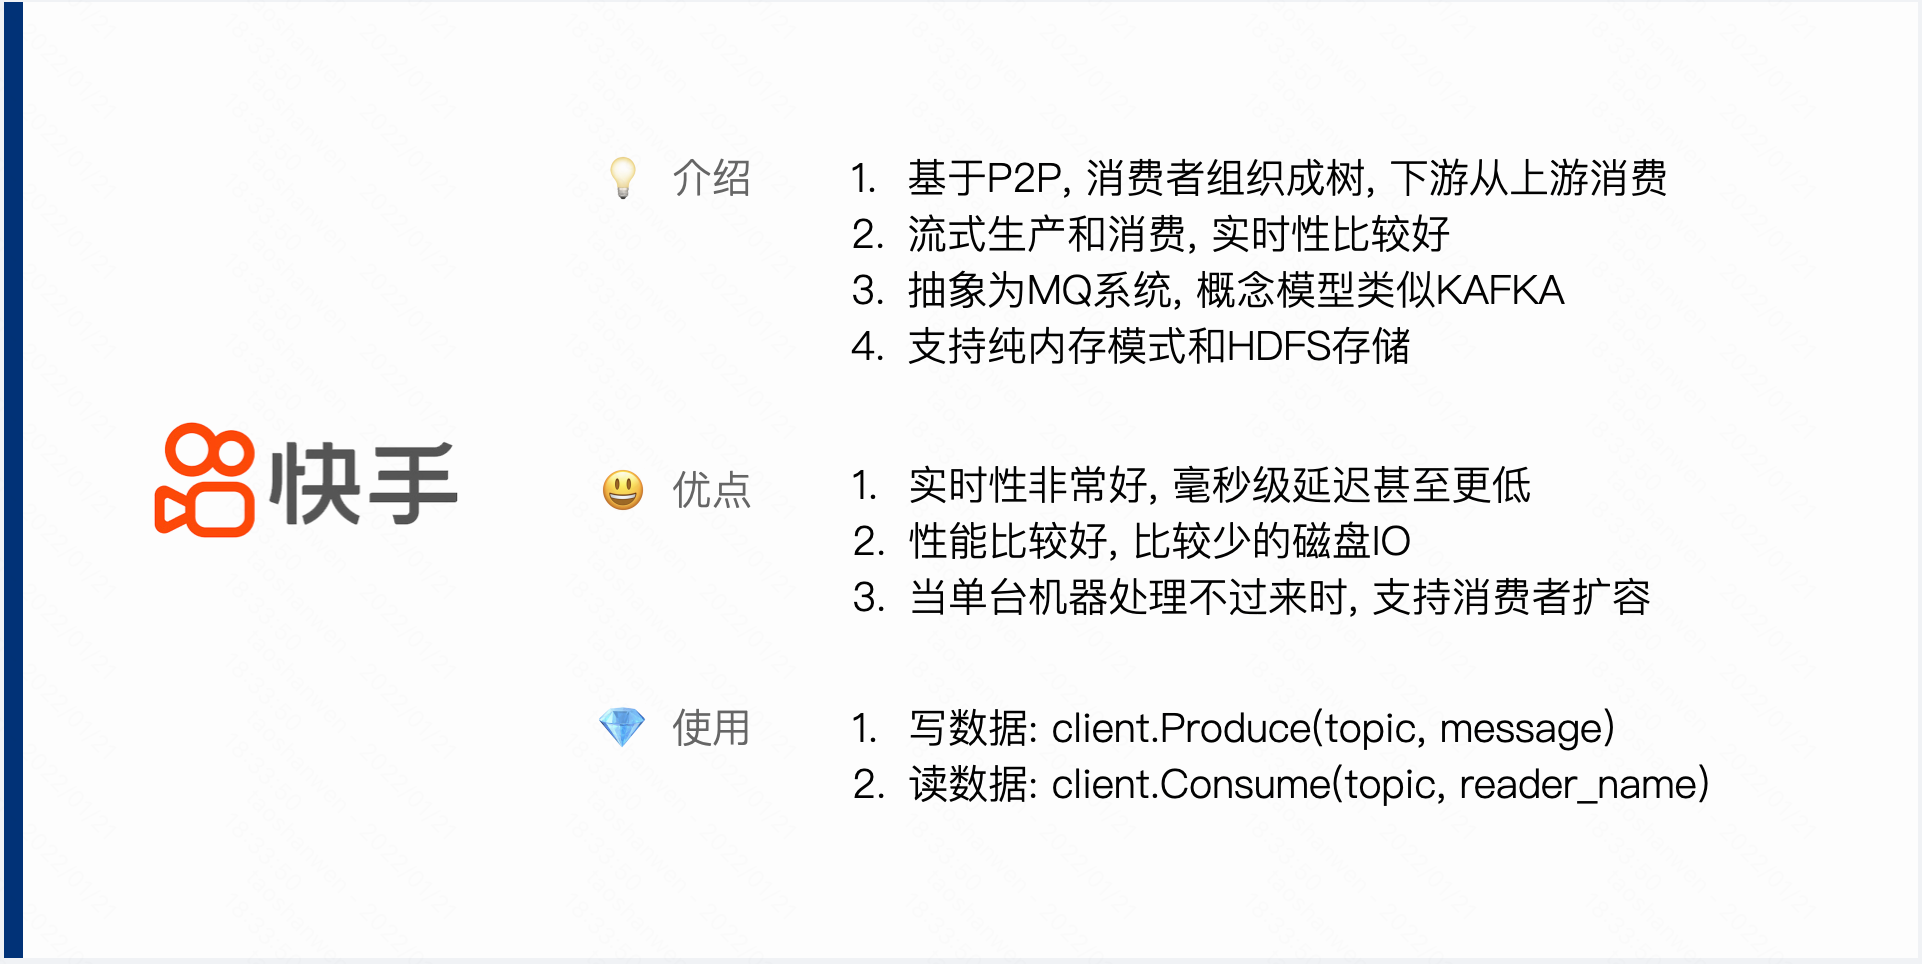 快手
介绍
1. 基于P2P, 消费者组织成树, 下游从上游消费
2. 流式生产和消费, 实时性比较好
3. 抽象为MQ系统, 概念模型类似KAFKA
4. 支持纯内存模式和HDFS存储
优点
1. 实时性非常好, 毫秒级延迟甚至更低
2. 性能比较好, 比较少的磁盘IO
3. 当单台机器处理不过来时, 支持消费者扩容
使用
1. 写数据: client.Produce(topic, message)
2. 读数据: client.Consume(topic, reader_name)